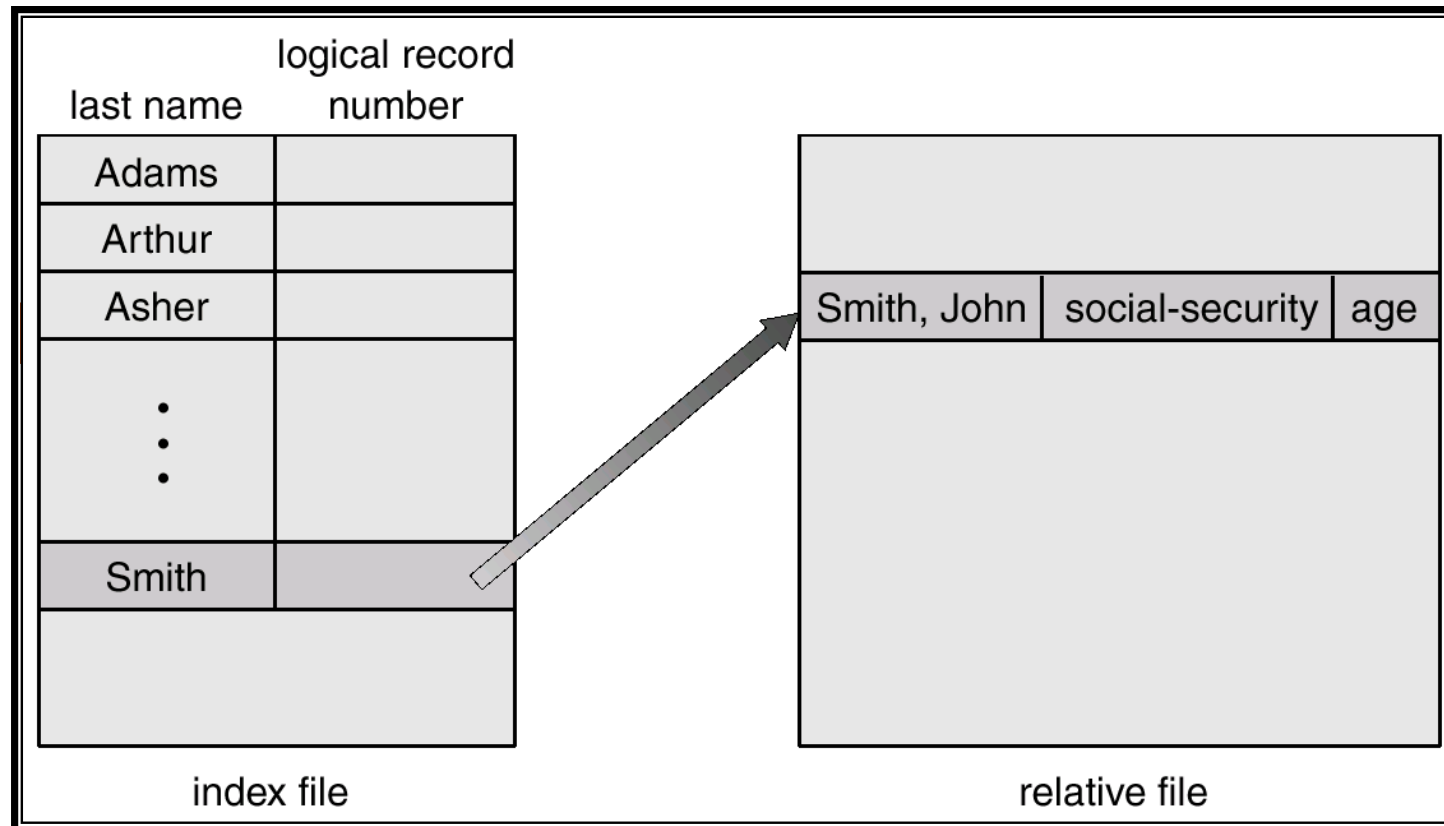 logical record
last name number
Adams
Arthur
Asher
Smith, John social-security age
Smith
index file relative file